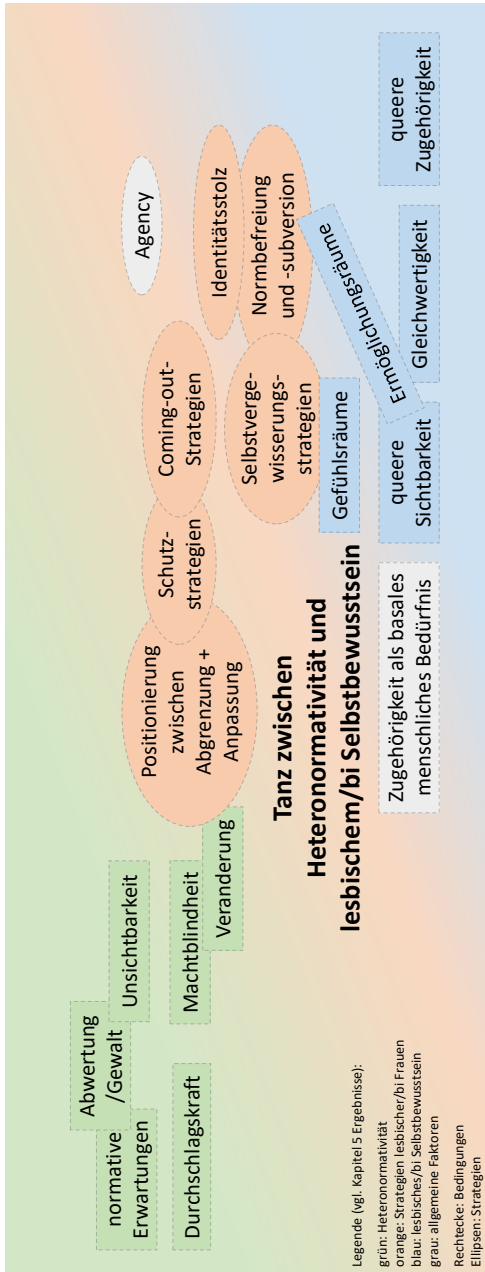 normative
Erwartungen
Abwertung
/Gewalt
Unsichtbarkeit
Durchschlagskraft
Machtblindheit
Veranderung
Positionierung
zwischen
Abgrenzung +
Anpassung
Schutz-
strategien
Coming-out-
Strategien
Agency
Identitätsstolz
Selbstverge-
wisserungs-
strategien
Normbefreiung
und -subversion
Tanz zwischen
Heteronormativität und
lesbischem/bi Selbstbewusstsein
Gefühlsräume
Ermöglichungsräume
Zugehörigkeit als basales
menschliches Bedürfnis
queere
Sichtbarkeit
Gleichwertigkeit
queere
Zugehörigkeit
Legende (vgl. Kapitel 5 Ergebnisse):
grün: Heteronormativität
orange: Strategien lesbischer/bi Frauen
blau: lesbisches/bi Selbstbewusstsein
grau: allgemeine Faktoren
Rechtecke: Bedingungen
Ellipsen: Strategien